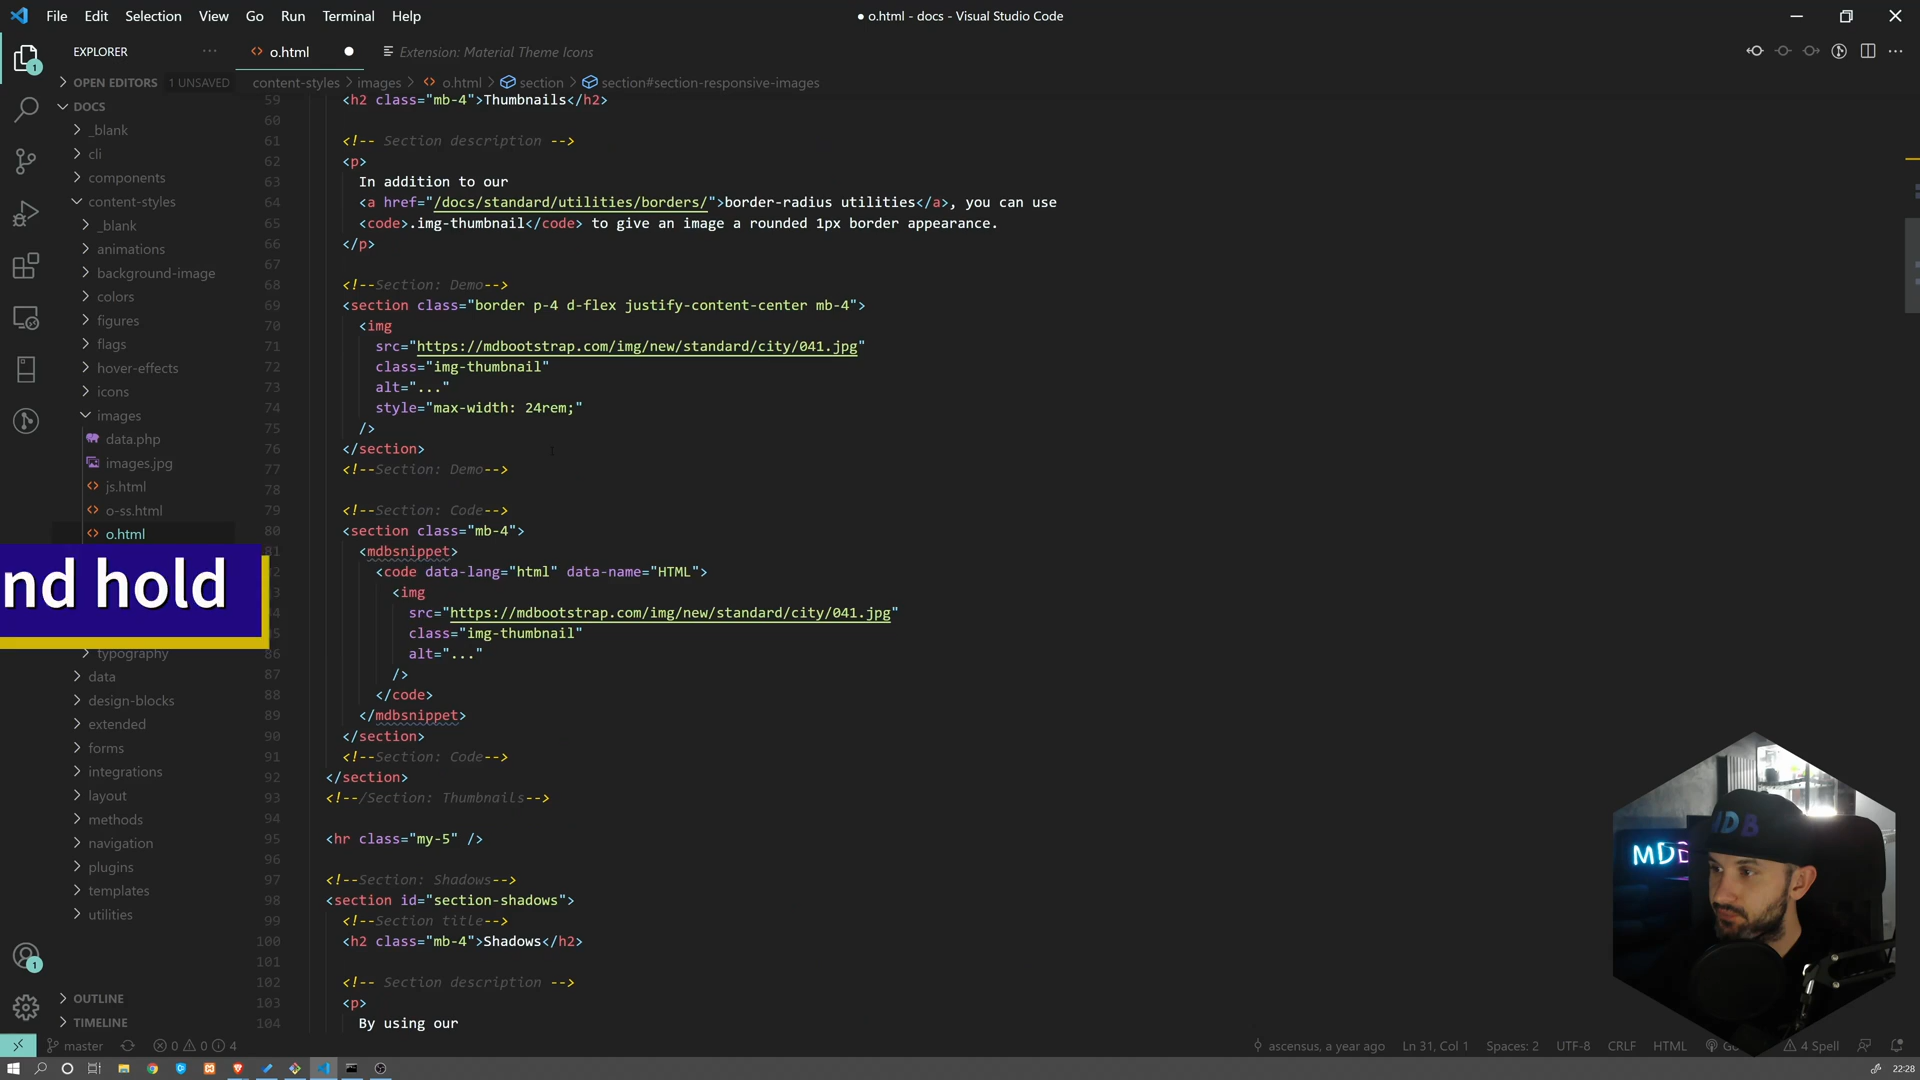 File Edit Selection View Go Run Terminal Help
● o.html - docs - Visual Studio Code
EXPLORER ···
o.html ●
Extension: Material Theme Icons
OPEN EDITORS 1 UNSAVED
content-styles > images > o.html > section > section#section-responsive-images
DOCS
_blank
cli
components
content-styles
_blank
animations
background-image
colors
figures
flags
hover-effects
icons
images
data.php
images.jpg
js.html
o-ss.html
o.html
nd hold
typography
data
design-blocks
extended
forms
integrations
layout
methods
navigation
plugins
templates
utilities
OUTLINE
TIMELINE
59 <h2 class="mb-4">Thumbnails</h2>
60
61 <!-- Section description -->
62 <p>
63 In addition to our
64 <a href="/docs/standard/utilities/borders/">border-radius utilities</a>, you can use
65 <code>.img-thumbnail</code> to give an image a rounded 1px border appearance.
66 </p>
67
68 <!--Section: Demo-->
69 <section class="border p-4 d-flex justify-content-center mb-4">
70 <img
71 src="https://mdbootstrap.com/img/new/standard/city/041.jpg"
72 class="img-thumbnail"
73 alt="..."
74 style="max-width: 24rem;"
75 />
76 </section>
77 <!--Section: Demo-->
78
79 <!--Section: Code-->
80 <section class="mb-4">
81 <mdbsnippet>
2 <code data-lang="html" data-name="HTML">
3 <img
4 src="https://mdbootstrap.com/img/new/standard/city/041.jpg"
5 class="img-thumbnail"
86 alt="..."
87 />
88 </code>
89 </mdbsnippet>
90 </section>
91 <!--Section: Code-->
92 </section>
93 <!--/Section: Thumbnails-->
94
95 <hr class="my-5" />
96
97 <!--Section: Shadows-->
98 <section id="section-shadows">
99 <!--Section title-->
100 <h2 class="mb-4">Shadows</h2>
101
102 <!-- Section description -->
103 <p>
104 By using our
1
1
MDB
MDB
master 0 0 4
ascensus, a year ago Ln 31, Col 1 Spaces: 2 UTF-8 CRLF HTML 4 Spell
22:28